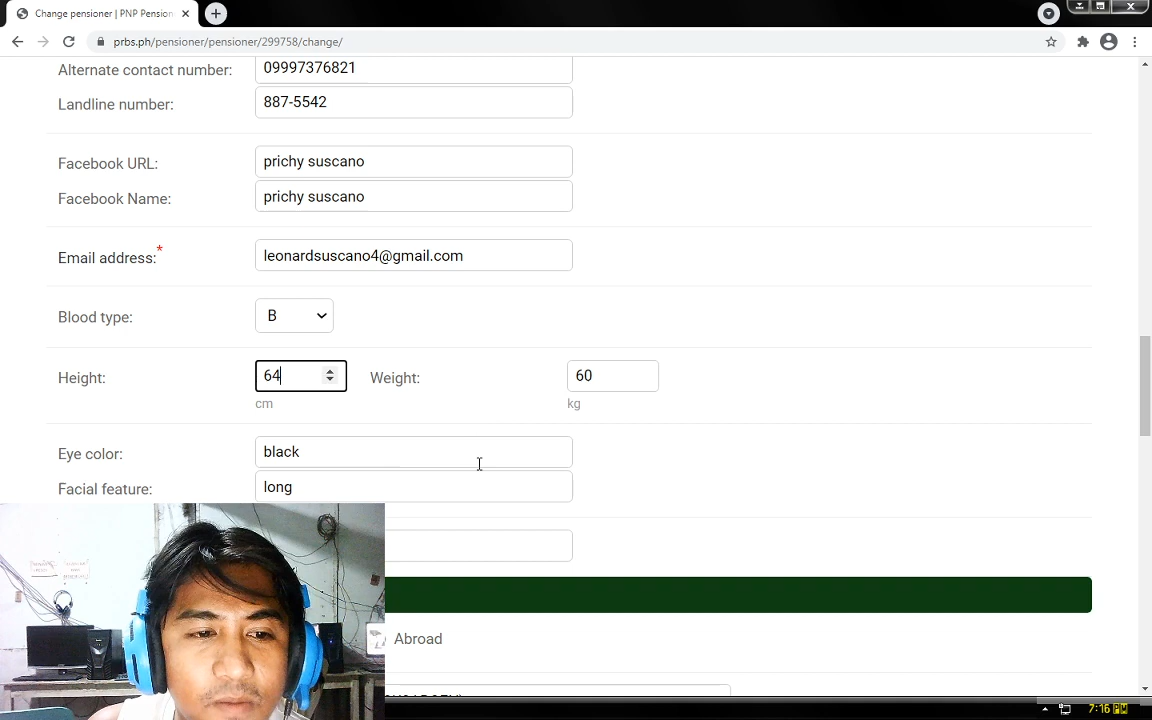 Change pensioner | PNP Pension
prbs.ph/pensioner/pensioner/299758/change/
Alternate contact number: 09997376821
Landline number: 887-5542
Facebook URL: prichy suscano
Facebook Name: prichy suscano
Email address:* leonardsuscano4@gmail.com
Blood type: B
Height: 64 Weight: 60
cm kg
Eye color: black
Facial feature: long
Abroad
7:16 PM